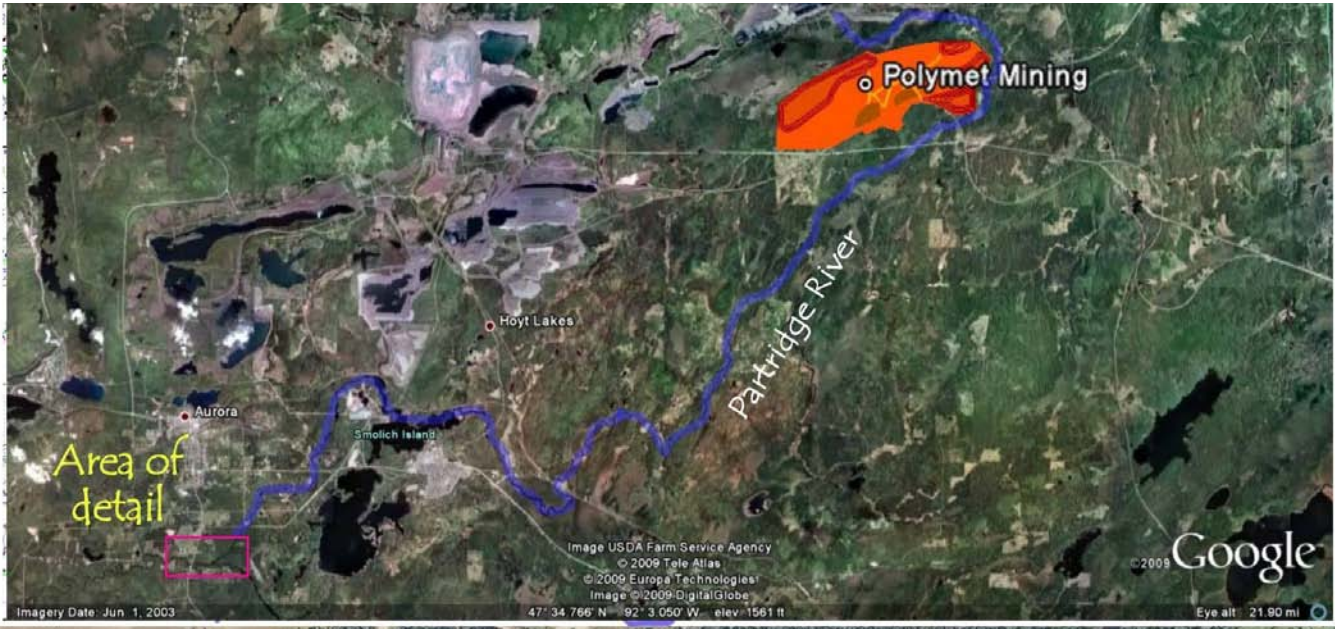 Polymet Mining
Partridge River
Hoyt Lakes
Aurora
Smolich Island
Area of
detail
Image USDA Farm Service Agency
© 2009 Tele Atlas
© 2009 Europa Technologies
Image © 2009 DigitalGlobe
©2009 Google
Imagery Date: Jun 1, 2003
47° 34.766' N 92° 3.050' W elev 1561 ft
Eye alt 21.90 mi